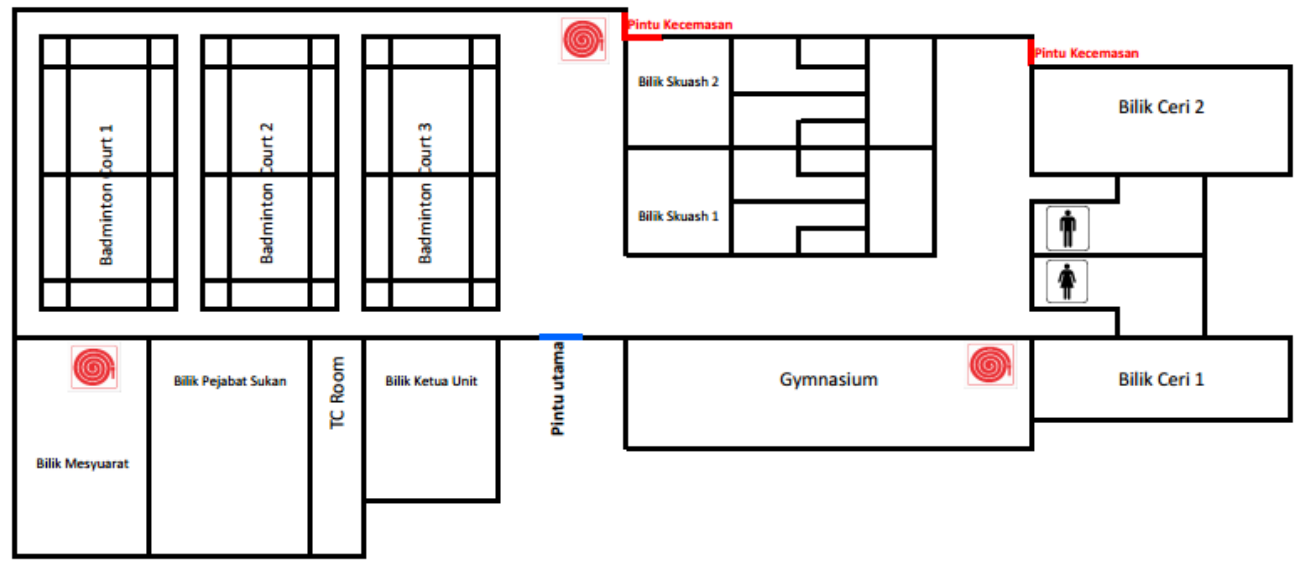 Pintu Kecemasan
Pintu Kecemasan
Bilik Skuash 2
Bilik Ceri 2
Badminton Court 1
Badminton Court 2
Badminton Court 3
Bilik Skuash 1
Bilik Pejabat Sukan
TC Room
Bilik Ketua Unit
Pintu utama
Gymnasium
Bilik Ceri 1
Bilik Mesyuarat